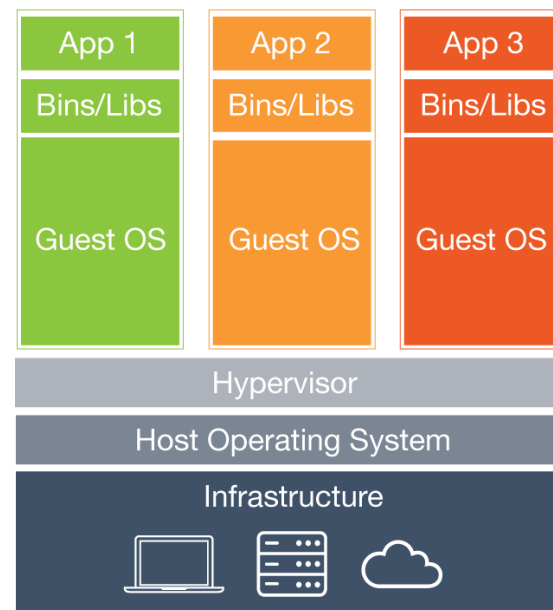 App 1
App 2
App 3
Bins/Libs
Bins/Libs
Bins/Libs
Guest OS
Guest OS
Guest OS
Hypervisor
Host Operating System
Infrastructure